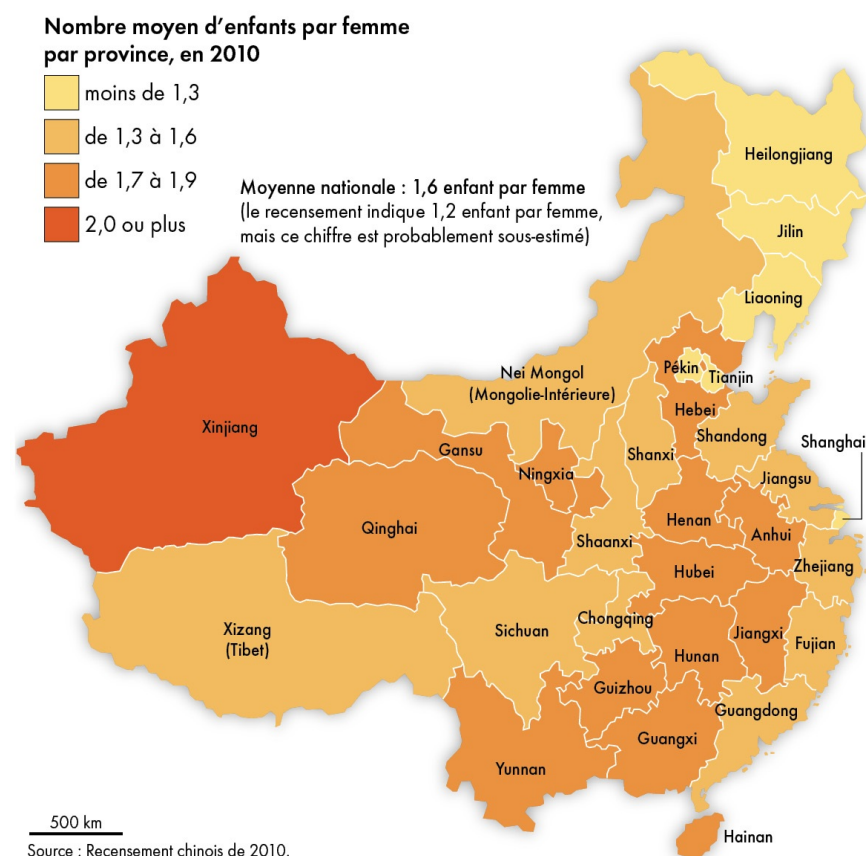 Nombre moyen d’enfants par femme
par province, en 2010
moins de 1,3
de 1,3 à 1,6
de 1,7 à 1,9
2,0 ou plus
Moyenne nationale : 1,6 enfant par femme
(le recensement indique 1,2 enfant par femme,
mais ce chiffre est probablement sous-estimé)
Heilongjiang
Jilin
Liaoning
Nei Mongol
(Mongolie-Intérieure)
Pékin
Tianjin
Hebei
Xinjiang
Gansu
Ningxia
Shanxi
Shandong
Shanghai
Jiangsu
Qinghai
Shaanxi
Henan
Anhui
Zhejiang
Hubei
Xizang
(Tibet)
Sichuan
Chongqing
Hunan
Jiangxi
Fujian
Guizhou
Guangdong
Yunnan
Guangxi
Hainan
500 km
Source : Recensement chinois de 2010.